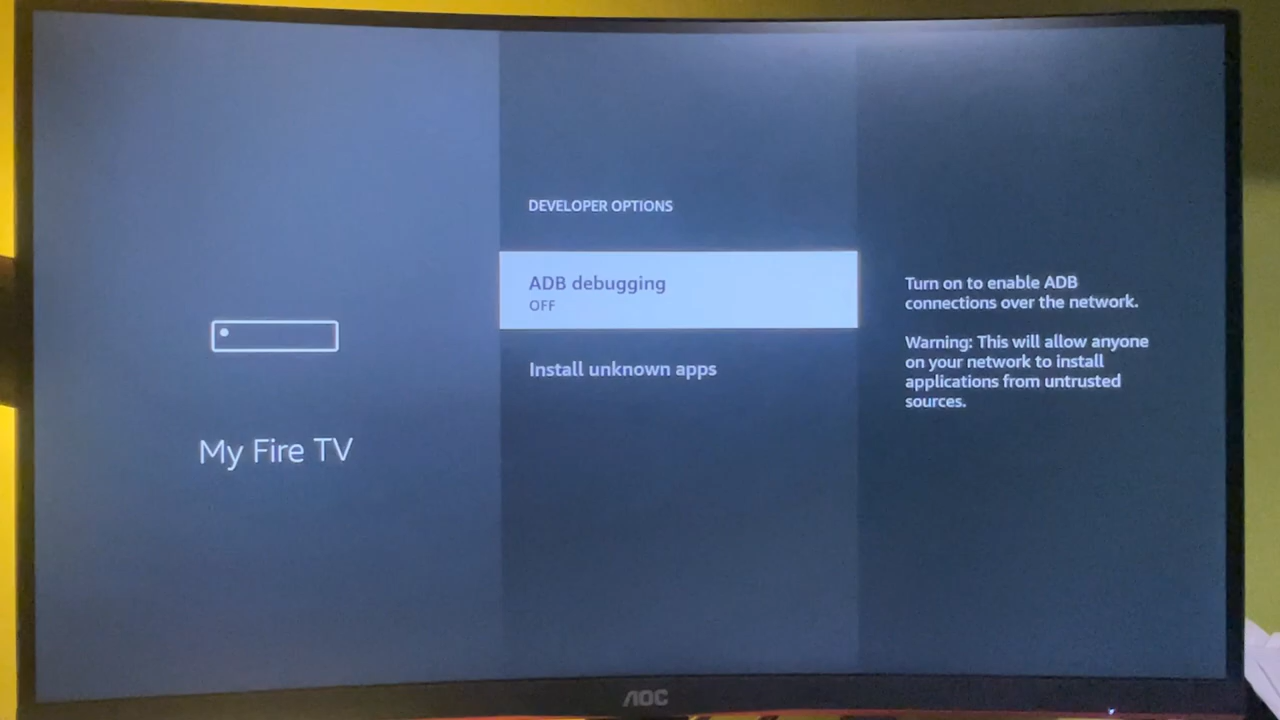 DEVELOPER OPTIONS
ADB debugging
OFF
Install unknown apps
My Fire TV
Turn on to enable ADB
connections over the network.
Warning: This will allow anyone
on your network to install
applications from untrusted
sources.
AOC